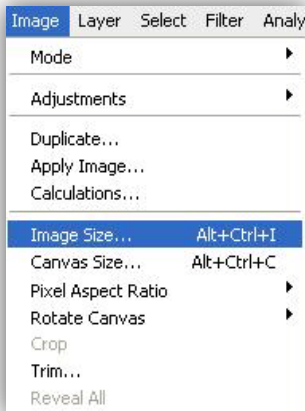 Image Layer Select Filter Analy
Mode
Adjustments
Duplicate...
Apply Image...
Calculations...
Image Size... Alt+Ctrl+I
Canvas Size... Alt+Ctrl+C
Pixel Aspect Ratio
Rotate Canvas
Crop
Trim...
Reveal All